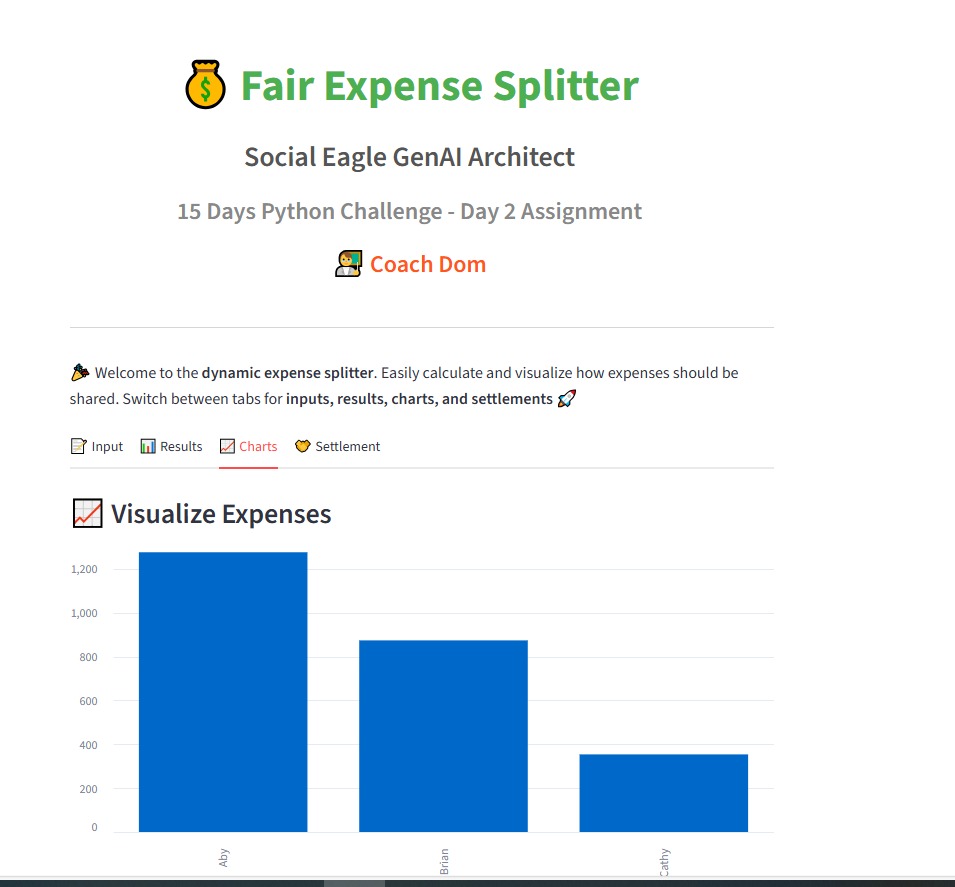 Fair Expense Splitter
Social Eagle GenAI Architect
15 Days Python Challenge - Day 2 Assignment
Coach Dom
Welcome to the dynamic expense splitter. Easily calculate and visualize how expenses should be
shared. Switch between tabs for inputs, results, charts, and settlements
Input Results Charts Settlement
Visualize Expenses
1,200
1,000
800
600
400
200
0
Aby Brian Cathy